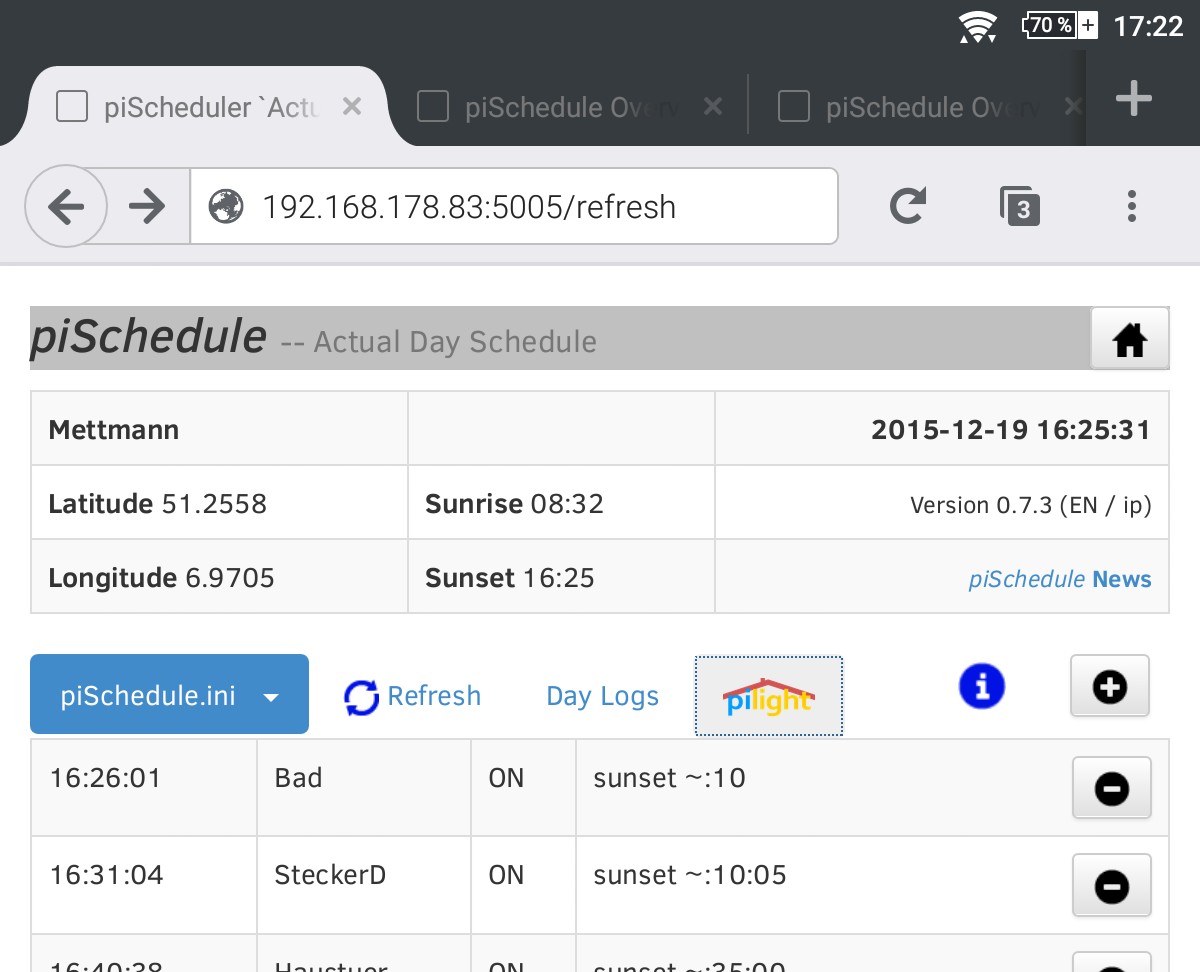 70 % 17:22
piScheduler `Actu piSchedule Overv piSchedule Overv
192.168.178.83:5005/refresh 3
piSchedule -- Actual Day Schedule
Mettmann 2015-12-19 16:25:31
Latitude 51.2558 Sunrise 08:32 Version 0.7.3 (EN / ip)
Longitude 6.9705 Sunset 16:25 piSchedule News
piSchedule.ini Refresh Day Logs pilight
16:26:01 Bad ON sunset ~:10
16:31:04 SteckerD ON sunset ~:10:05
16:40:38 Haustuer ON sunset ~:35:00